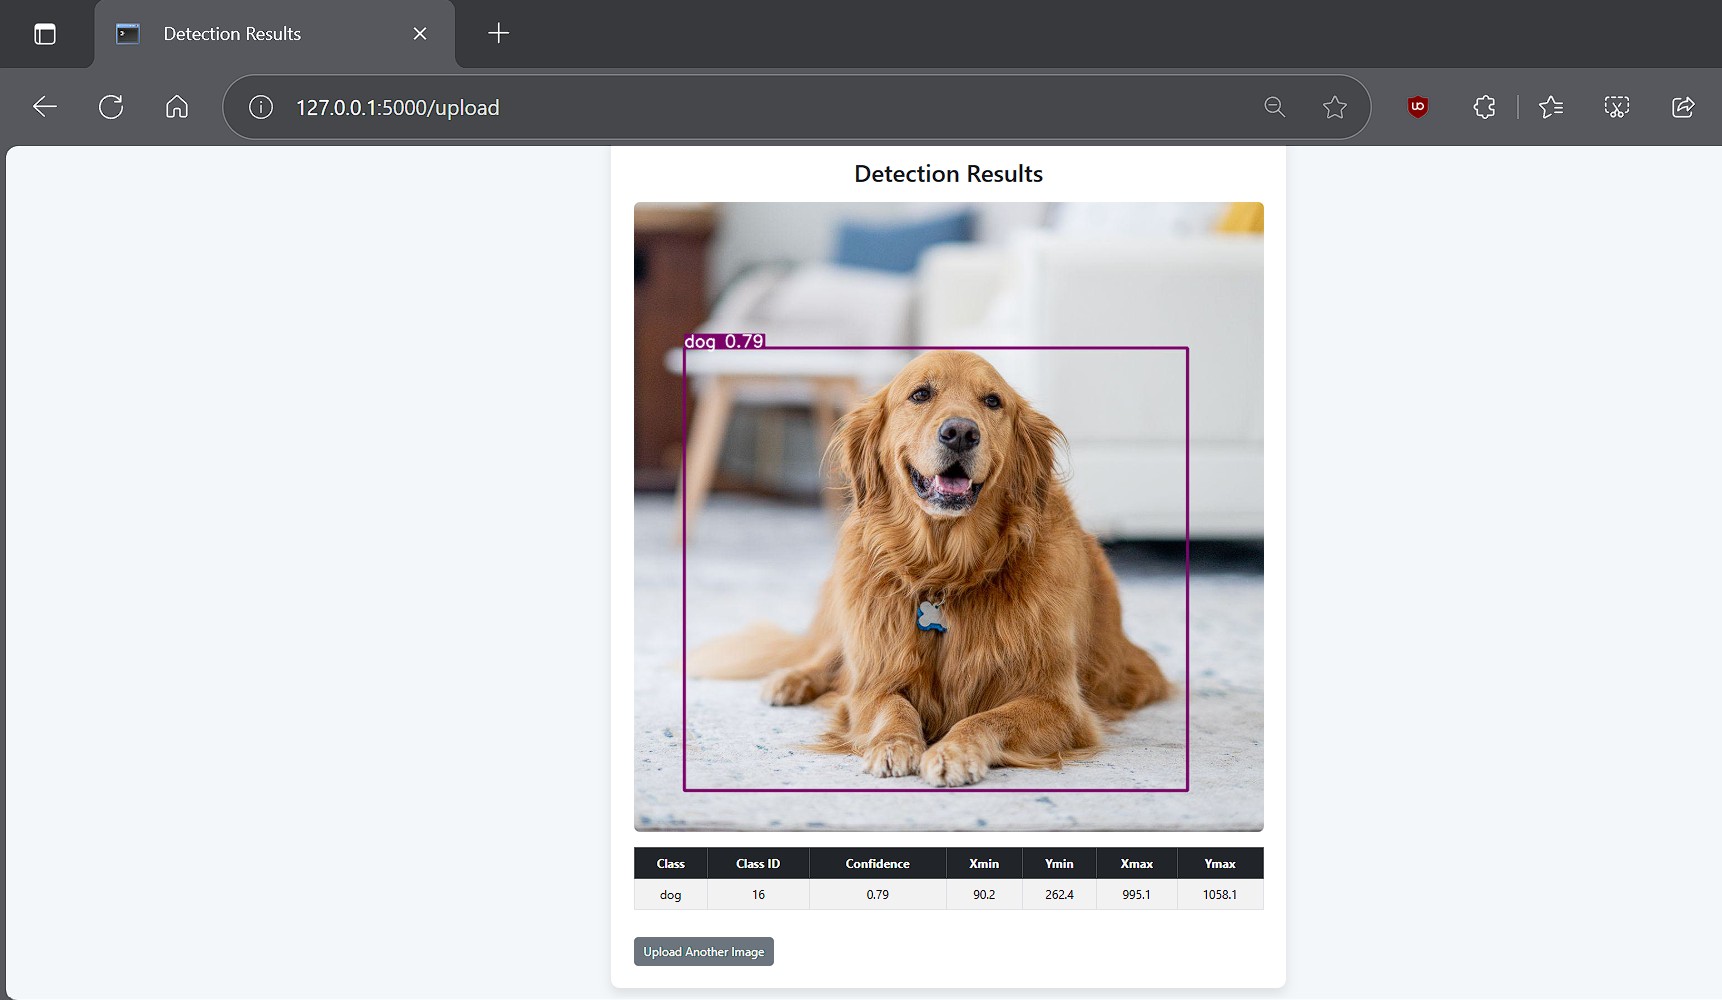 Detection Results
127.0.0.1:5000/upload
Detection Results
dog 0.79
Class Class ID Confidence Xmin Ymin Xmax Ymax
dog 16 0.79 90.2 262.4 995.1 1058.1
Upload Another Image